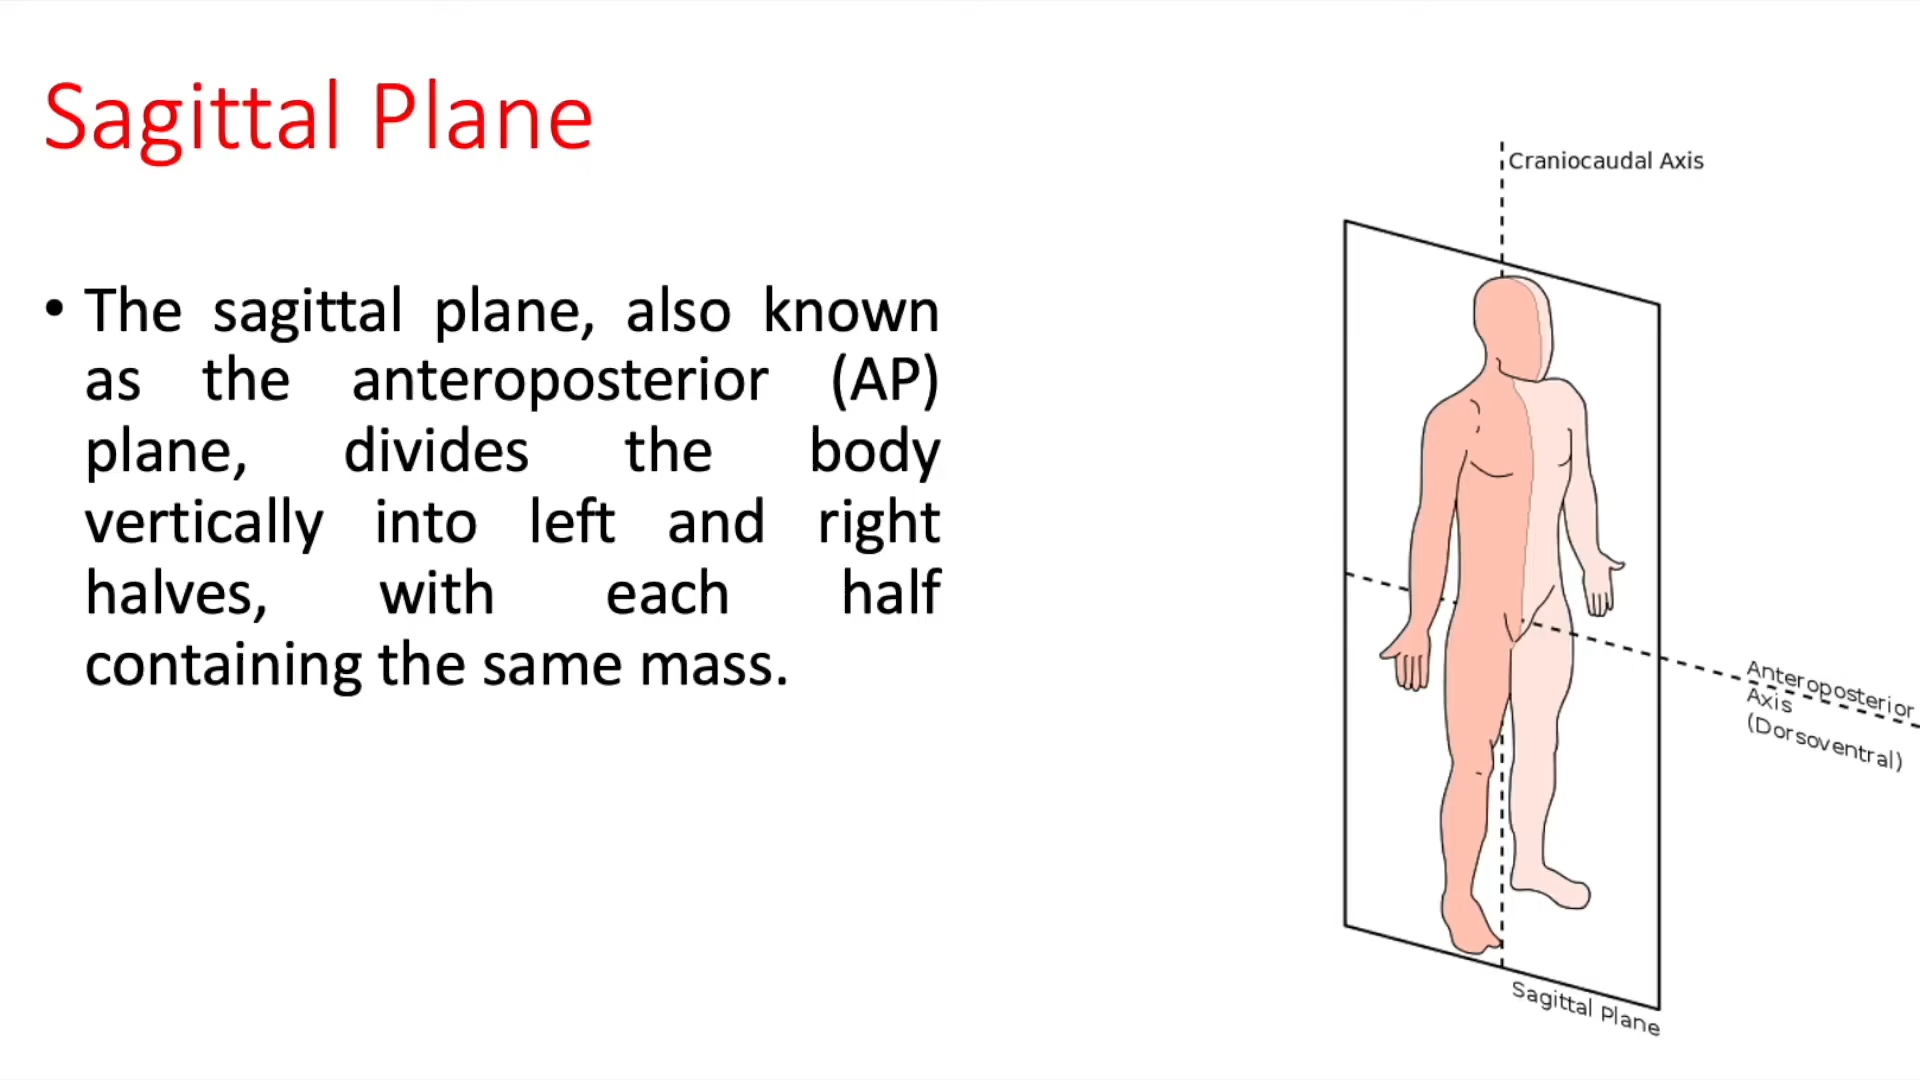 Sagittal Plane
• The sagittal plane, also known
as the anteroposterior (AP)
plane, divides the body
vertically into left and right
halves, with each half
containing the same mass.
Craniocaudal Axis
Anteroposterior
Axis
(Dorsoventral)
Sagittal Plane